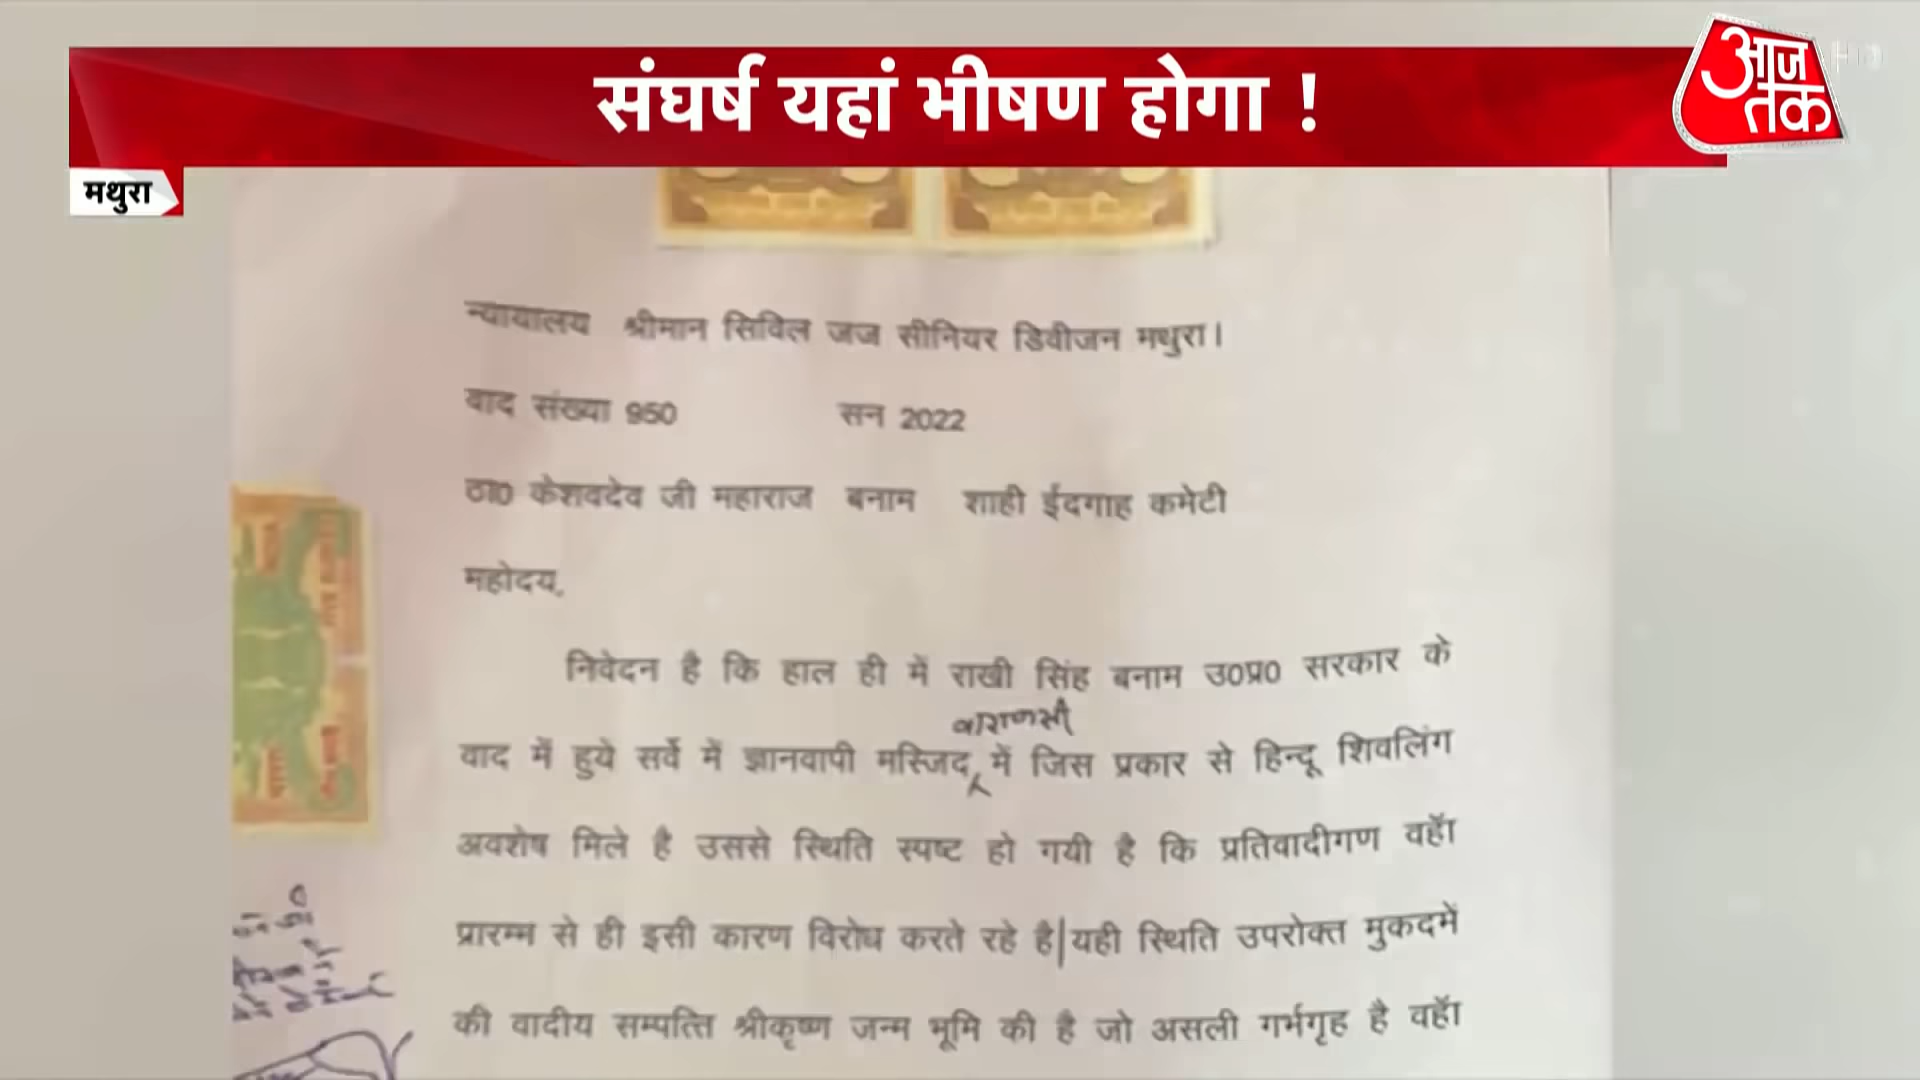 संघर्ष यहां भीषण होगा !
आज
तक
HD
मथुरा
न्यायालय श्रीमान सिविल जज सीनियर डिवीजन मथुरा।
वाद संख्या 950 सन 2022
ठा0 केशवदेव जी महाराज बनाम शाही ईदगाह कमेटी
महोदय,
निवेदन है कि हाल ही में राखी सिंह बनाम उ0प्र0 सरकार के
वाराणसी
वाद में हुये सर्वे में ज्ञानवापी मस्जिद में जिस प्रकार से हिन्दू शिवलिंग
अवशेष मिले है उससे स्थिति स्पष्ट हो गयी है कि प्रतिवादीगण वहॉ
प्रारम्भ से ही इसी कारण विरोध करते रहे है|यही स्थिति उपरोक्त मुकदमें
की वादीय सम्पत्ति श्रीकृष्ण जन्म भूमि की है जो असली गर्भगृह है वहॉ